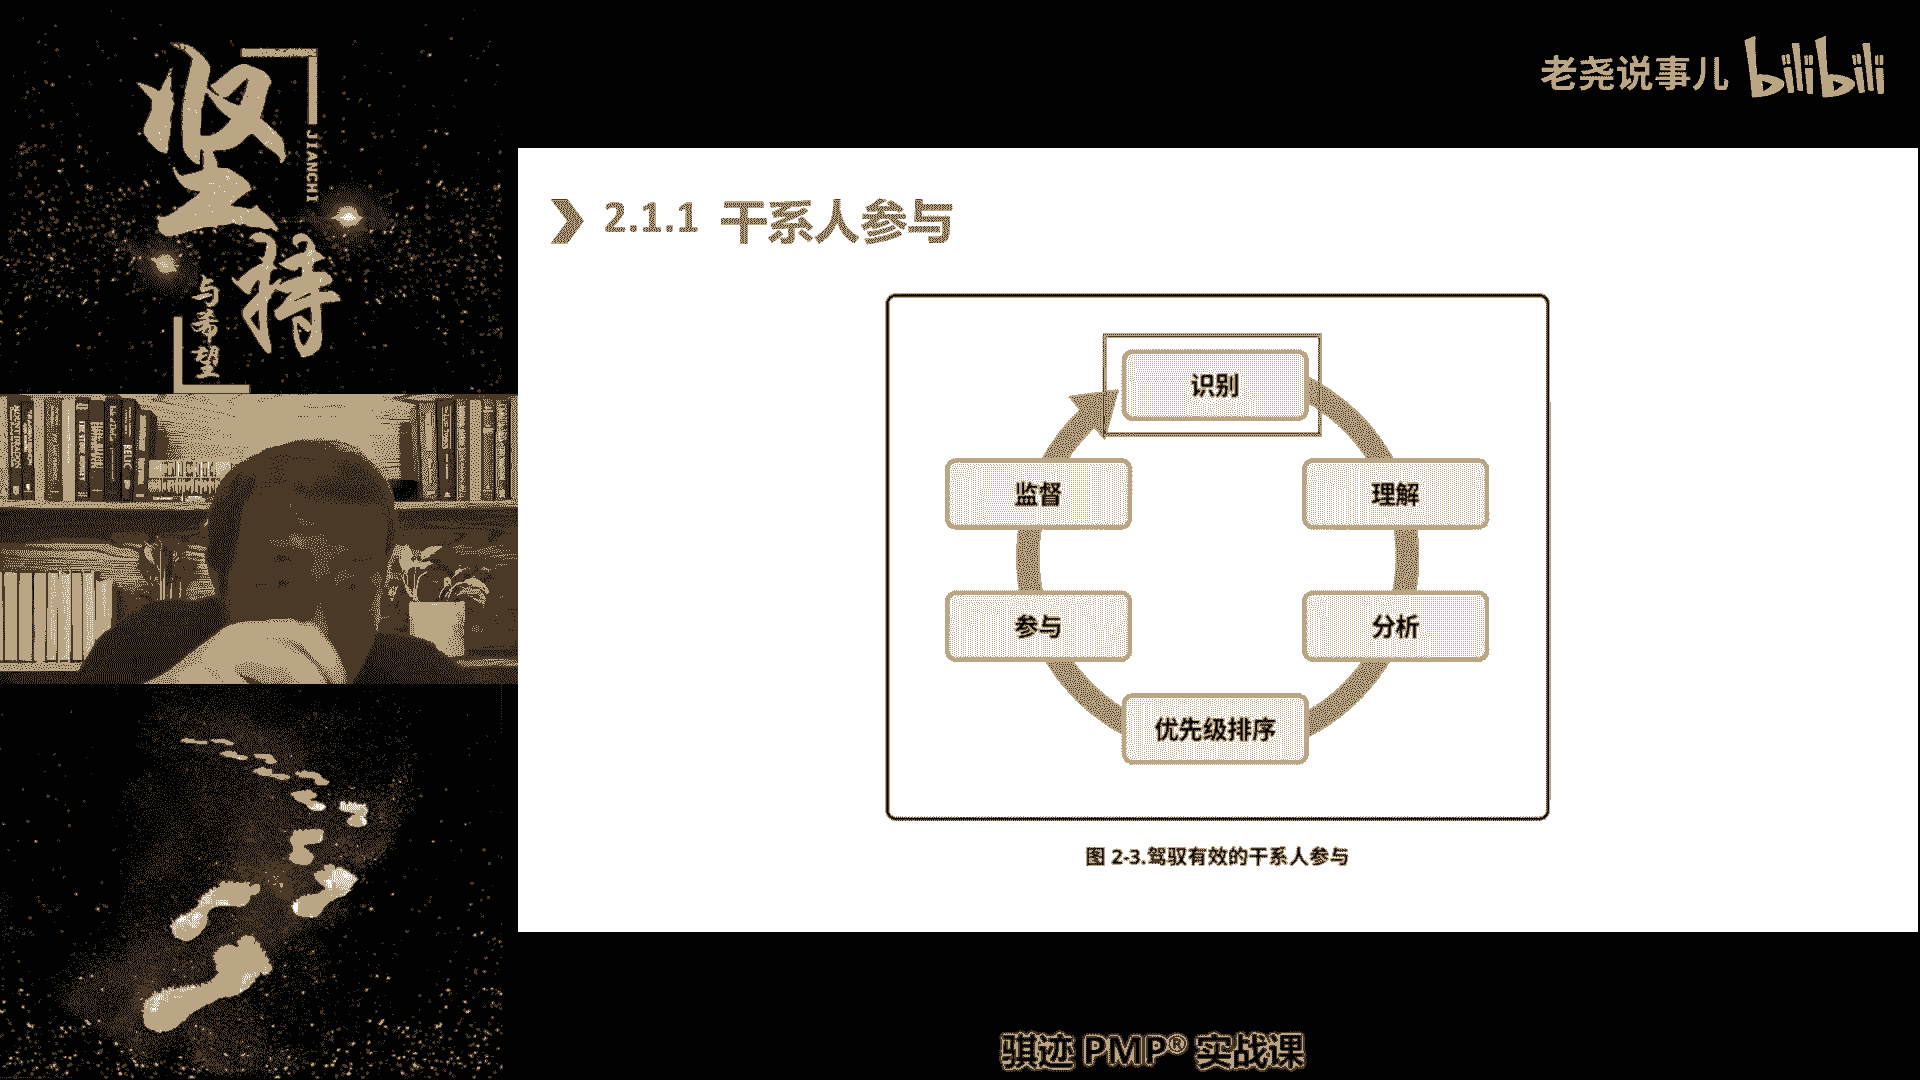 坚持
JIANCHI
与希望
老尧说事儿 bilibili
2.1.1 干系人参与
识别
监督
理解
参与
分析
优先级排序
图 2-3.驾驭有效的干系人参与
骐迹 PMP® 实战课